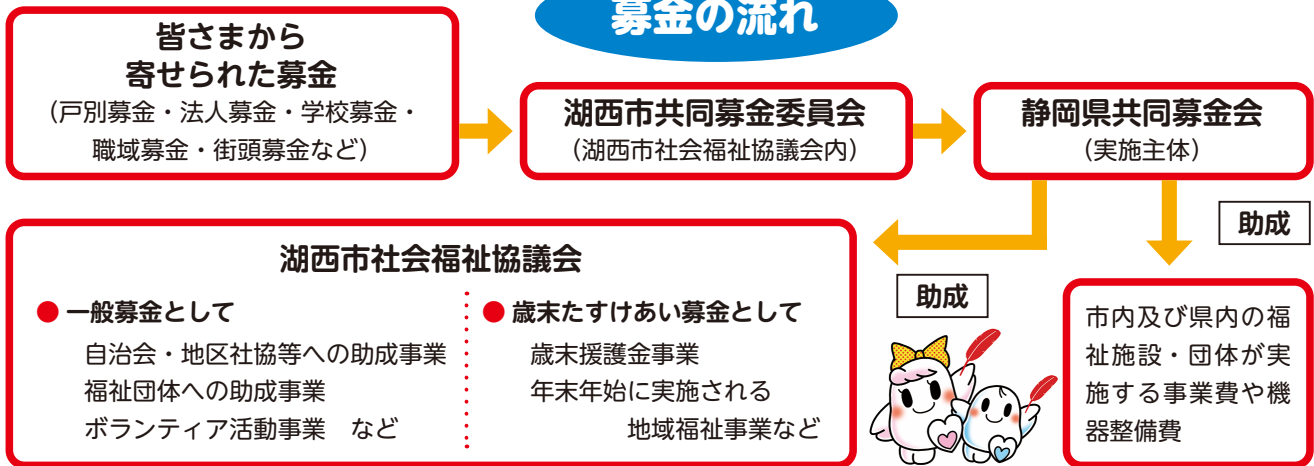 募金の流れ
皆さまから
寄せられた募金
（戸別募金・法人募金・学校募金・
職域募金・街頭募金など）
湖西市共同募金委員会
（湖西市社会福祉協議会内）
静岡県共同募金会
（実施主体）
助成
助成
湖西市社会福祉協議会
● 一般募金として
自治会・地区社協等への助成事業
福祉団体への助成事業
ボランティア活動事業　など
● 歳末たすけあい募金として
歳末援護金事業
年末年始に実施される
地域福祉事業など
市内及び県内の福
祉施設・団体が実
施する事業費や機
器整備費